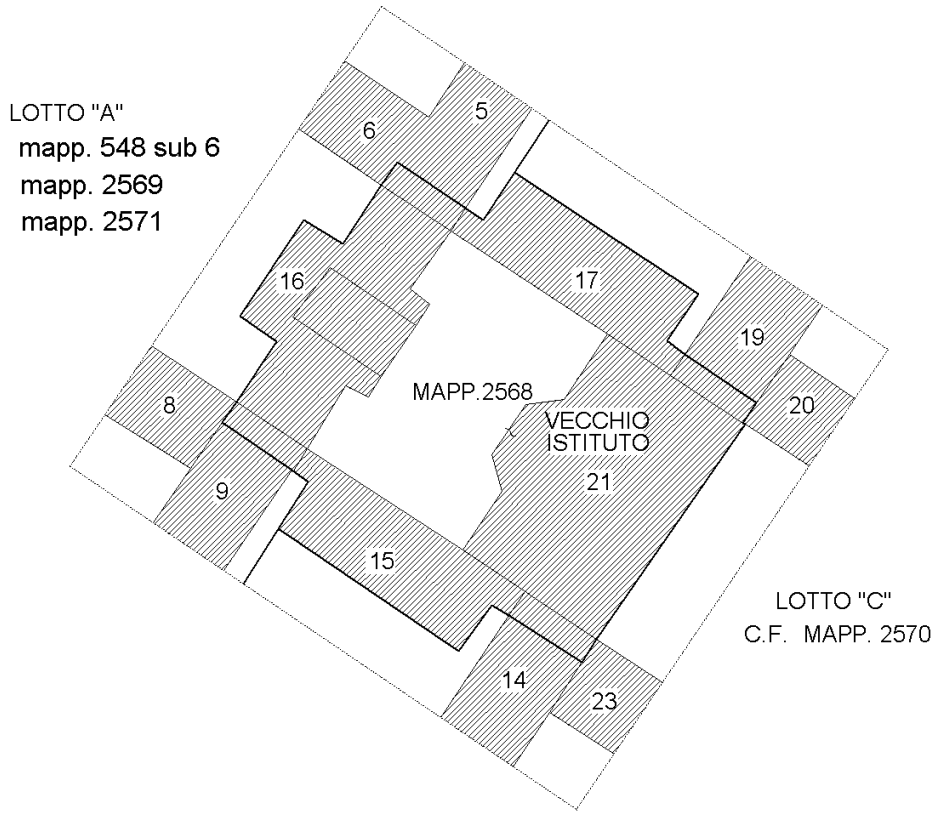 LOTTO "A"
mapp. 548 sub 6
mapp. 2569
mapp. 2571
5
6
17
16
19
MAPP.2568
20
8
VECCHIO
ISTITUTO
21
9
15
LOTTO "C"
C.F. MAPP. 2570
14
23